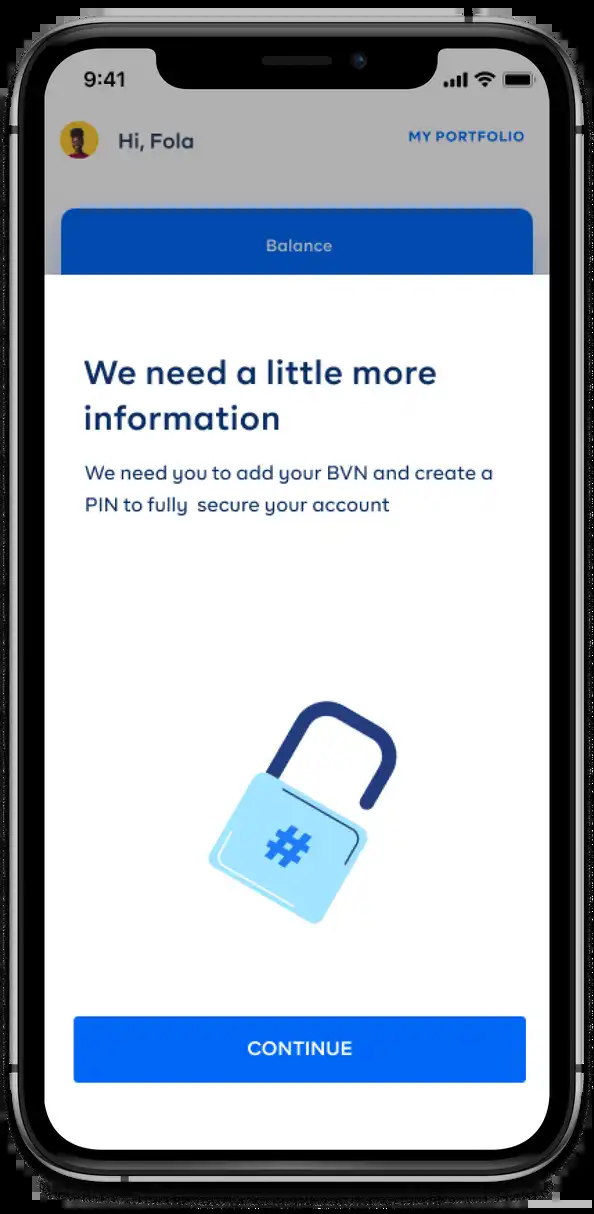 9:41
Hi, Fola
MY PORTFOLIO
Balance
We need a little more
information
We need you to add your BVN and create a
PIN to fully  secure your account
#
CONTINUE